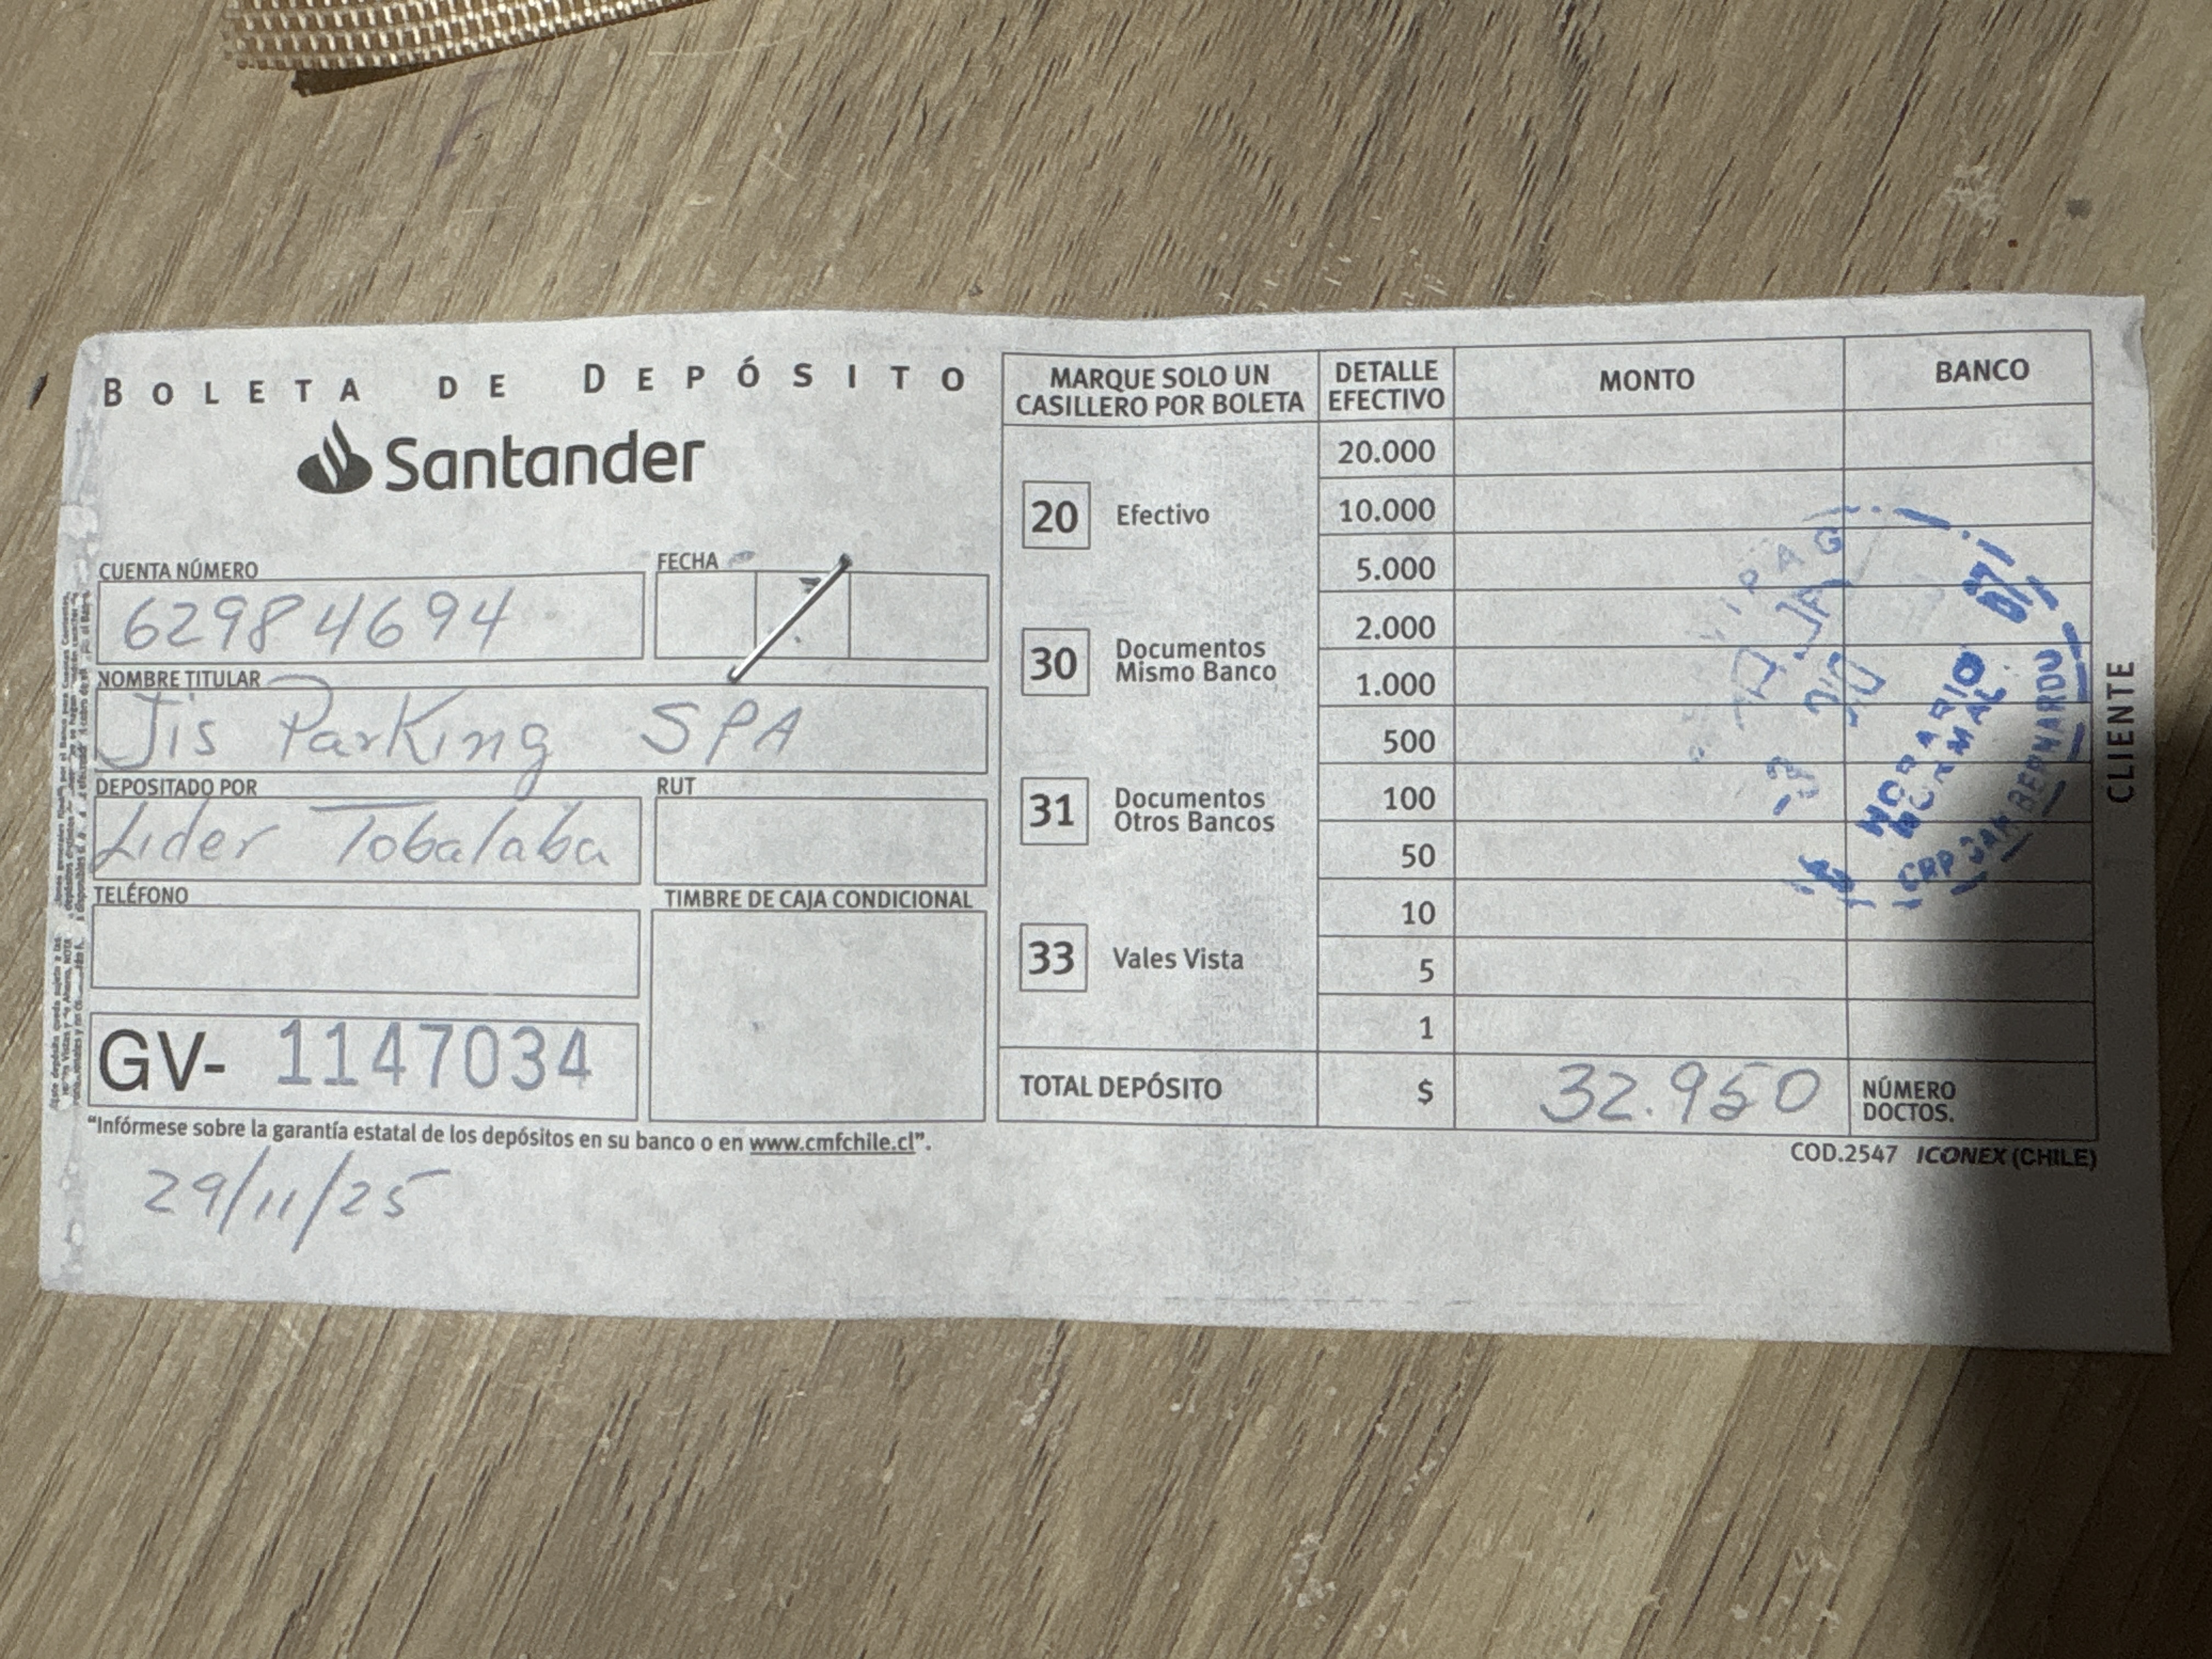 BOLETA DE DEPÓSITO
Santander
CUENTA NÚMERO
62984694
FECHA
NOMBRE TITULAR
Jis Parking SPA
DEPOSITADO POR
Lider Tobalaba
RUT
TELÉFONO
TIMBRE DE CAJA CONDICIONAL
GV- 1147034
"Infórmese sobre la garantía estatal de los depósitos en su banco o en www.cmfchile.cl".
29/11/25
MARQUE SOLO UN CASILLERO POR BOLETA
20 Efectivo
30 Documentos Mismo Banco
31 Documentos Otros Bancos
33 Vales Vista
DETALLE EFECTIVO MONTO BANCO
20.000
10.000
5.000
2.000
1.000
500
100
50
10
5
1
TOTAL DEPÓSITO $ 32.950 NÚMERO DOCTOS.
COD.2547 ICONEX (CHILE)
CLIENTE
HORARIO
NORMAL
BERNARDO